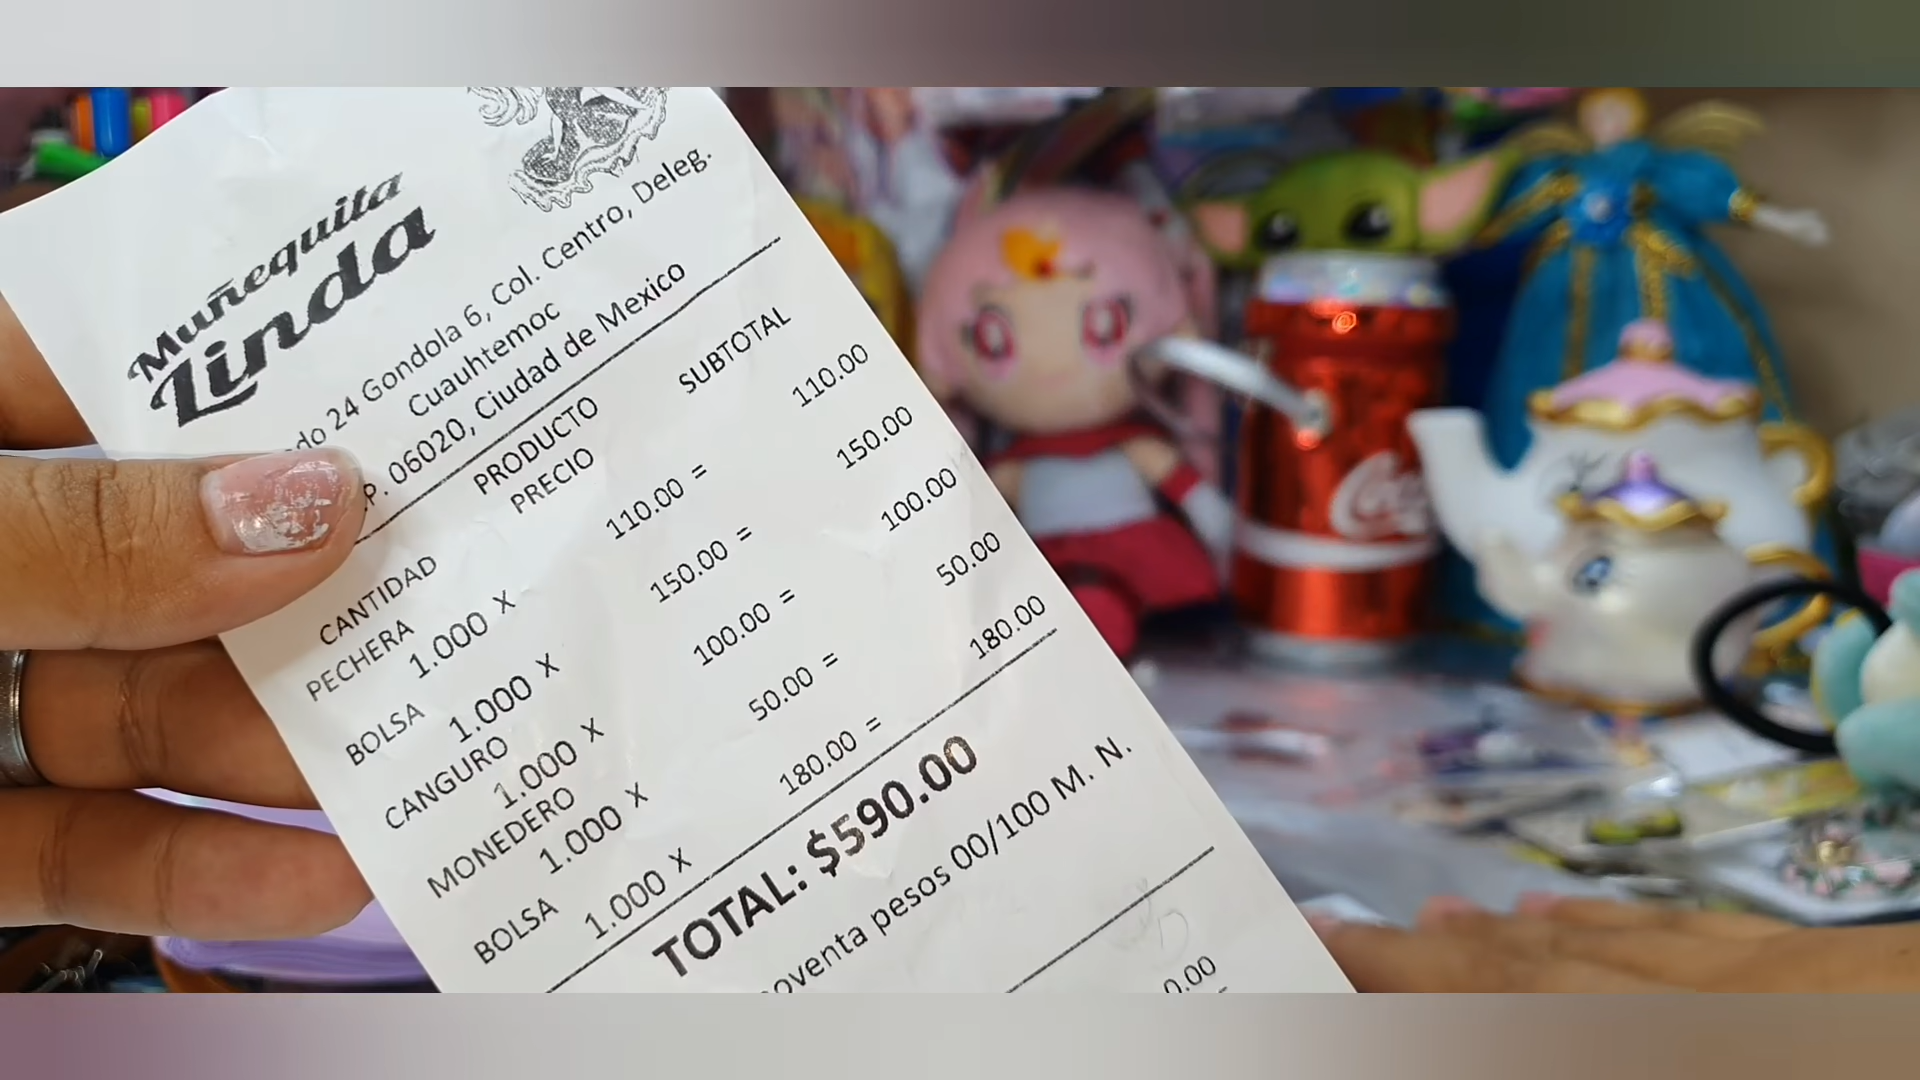 Muñequita
Linda
do 24 Gondola 6, Col. Centro, Deleg.
Cuauhtemoc
P. 06020, Ciudad de Mexico
CANTIDAD PRODUCTO SUBTOTAL
PRECIO
PECHERA
1.000 X 110.00 = 110.00
BOLSA
1.000 X 150.00 = 150.00
CANGURO
1.000 X 100.00 = 100.00
MONEDERO
1.000 X 50.00 = 50.00
BOLSA
1.000 X 180.00 = 180.00
TOTAL: $590.00
oventa pesos 00/100 M. N.
0.00
Coca